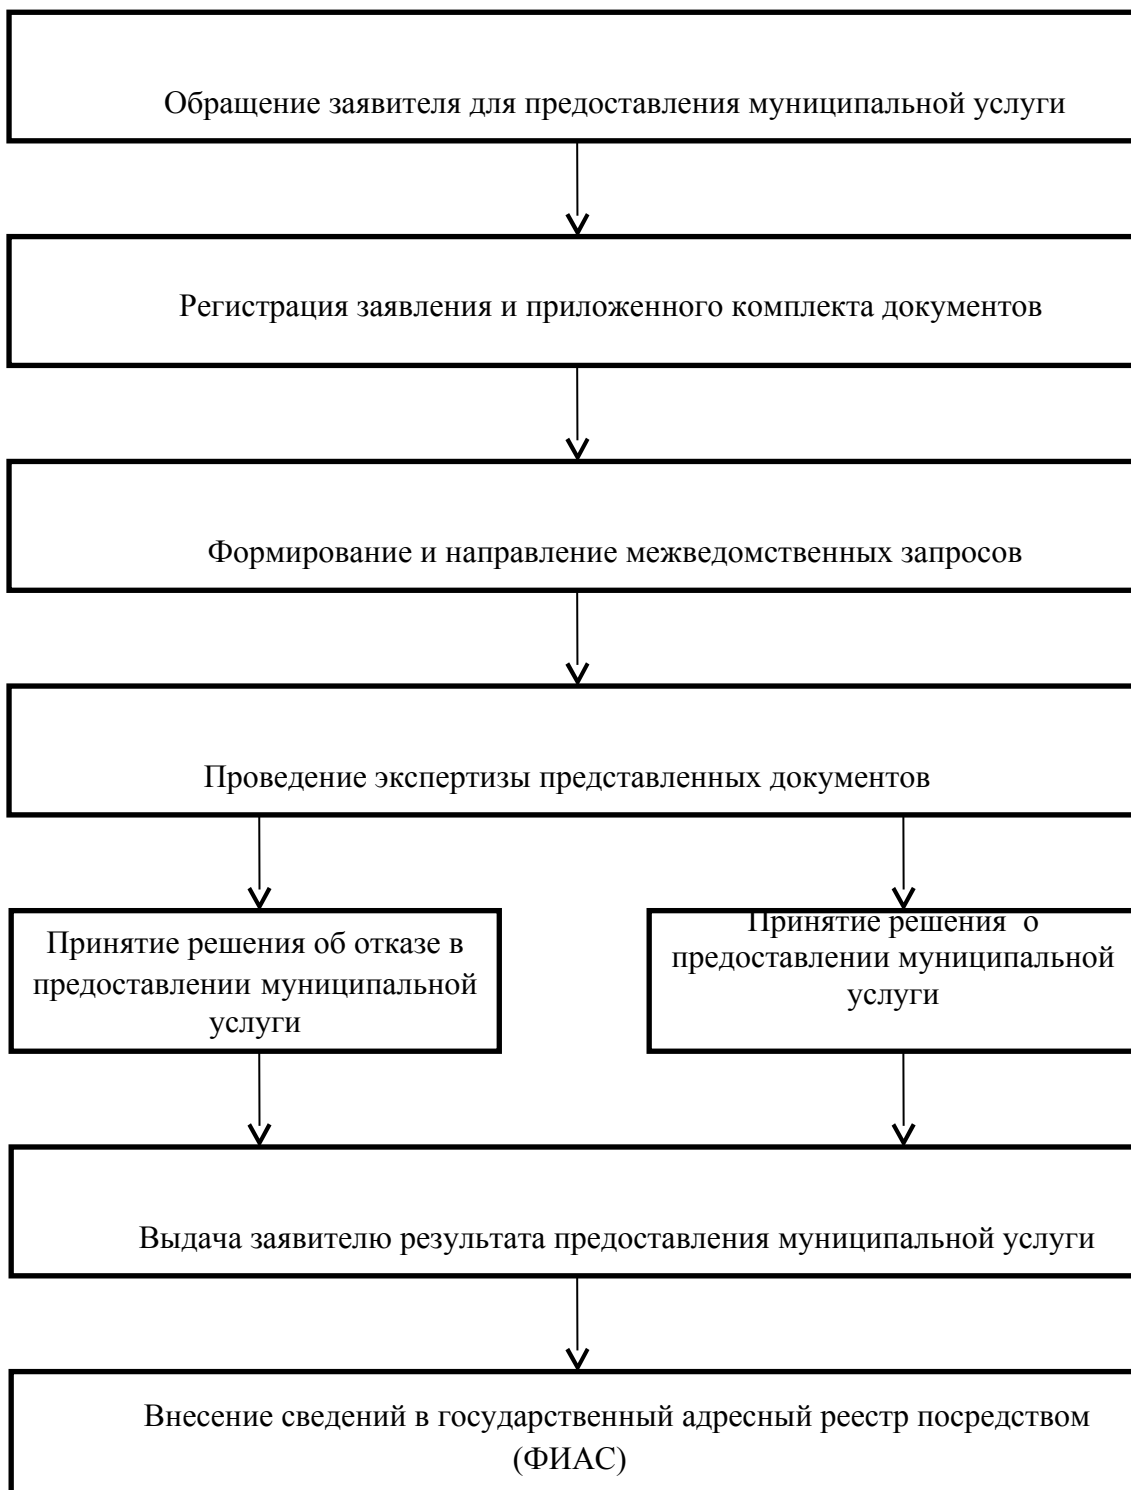 Обращение заявителя для предоставления муниципальной услуги
Регистрация заявления и приложенного комплекта документов
Формирование и направление межведомственных запросов
Проведение экспертизы представленных документов
Принятие решения об отказе в
предоставлении муниципальной
услуги
Принятие решения о
предоставлении муниципальной
услуги
Выдача заявителю результата предоставления муниципальной услуги
Внесение сведений в государственный адресный реестр посредством
(ФИАС)